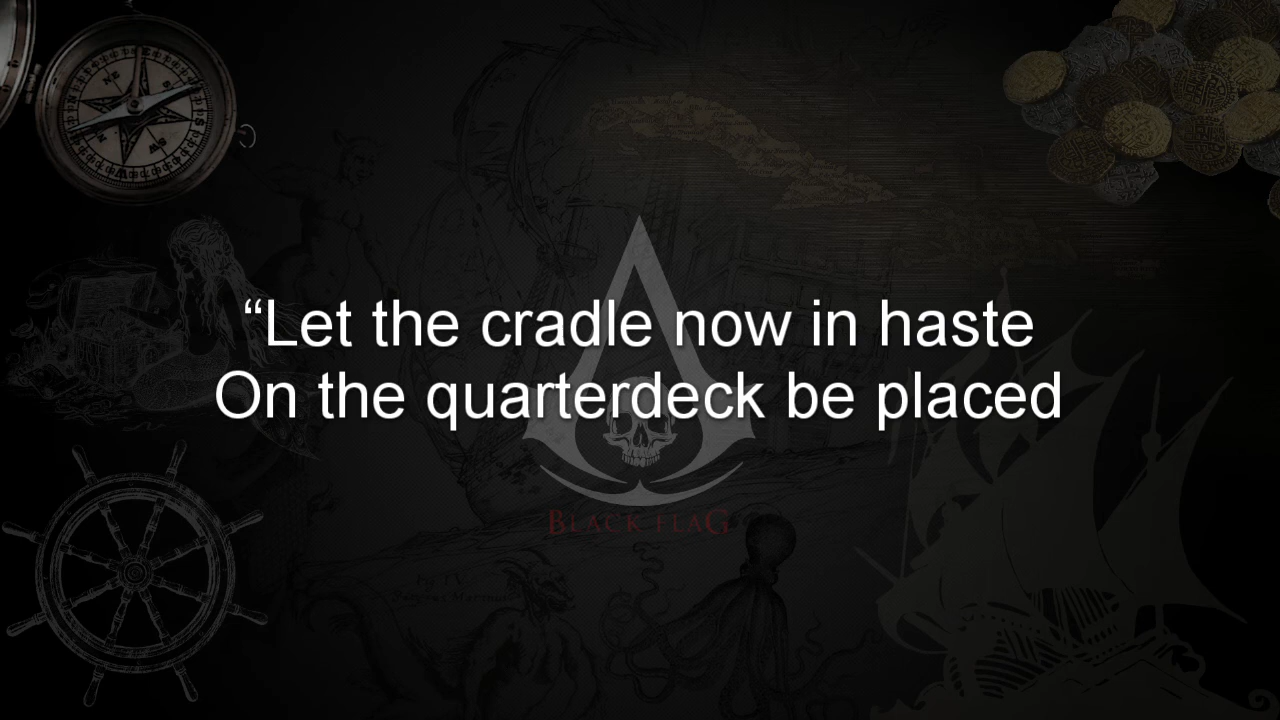 “Let the cradle now in haste
On the quarterdeck be placed
BLACK FLAG